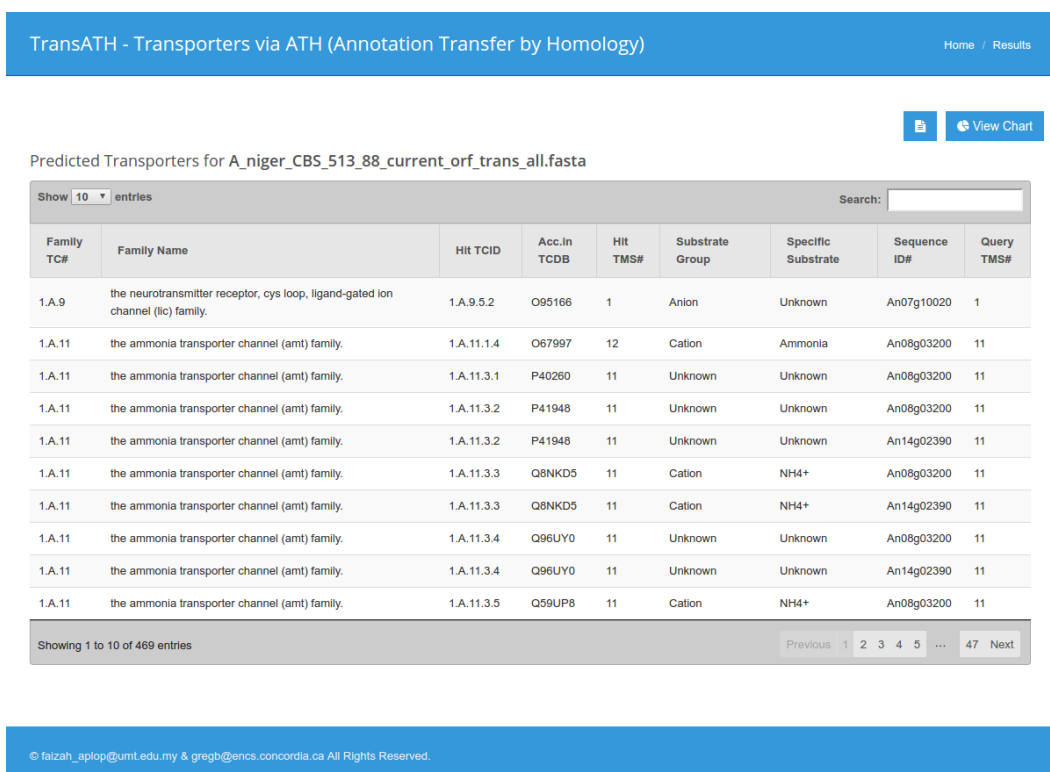 TransATH - Transporters via ATH (Annotation Transfer by Homology)
Home / Results
View Chart
Predicted Transporters for A_niger_CBS_513_88_current_orf_trans_all.fasta
Show 10 entries Search:
Family TC# Family Name Hit TCID Acc.in TCDB Hit TMS# Substrate Group Specific Substrate Sequence ID# Query TMS#
1.A.9 the neurotransmitter receptor, cys loop, ligand-gated ion channel (lic) family. 1.A.9.5.2 O95166 1 Anion Unknown An07g10020 1
1.A.11 the ammonia transporter channel (amt) family. 1.A.11.1.4 O67997 12 Cation Ammonia An08g03200 11
1.A.11 the ammonia transporter channel (amt) family. 1.A.11.3.1 P40260 11 Unknown Unknown An08g03200 11
1.A.11 the ammonia transporter channel (amt) family. 1.A.11.3.2 P41948 11 Unknown Unknown An08g03200 11
1.A.11 the ammonia transporter channel (amt) family. 1.A.11.3.2 P41948 11 Unknown Unknown An14g02390 11
1.A.11 the ammonia transporter channel (amt) family. 1.A.11.3.3 Q8NKD5 11 Cation NH4+ An08g03200 11
1.A.11 the ammonia transporter channel (amt) family. 1.A.11.3.3 Q8NKD5 11 Cation NH4+ An14g02390 11
1.A.11 the ammonia transporter channel (amt) family. 1.A.11.3.4 Q96UY0 11 Unknown Unknown An08g03200 11
1.A.11 the ammonia transporter channel (amt) family. 1.A.11.3.4 Q96UY0 11 Unknown Unknown An14g02390 11
1.A.11 the ammonia transporter channel (amt) family. 1.A.11.3.5 Q59UP8 11 Cation NH4+ An08g03200 11
Showing 1 to 10 of 469 entries Previous 1 2 3 4 5 … 47 Next
© faizah_aplop@umt.edu.my & gregb@encs.concordia.ca All Rights Reserved.